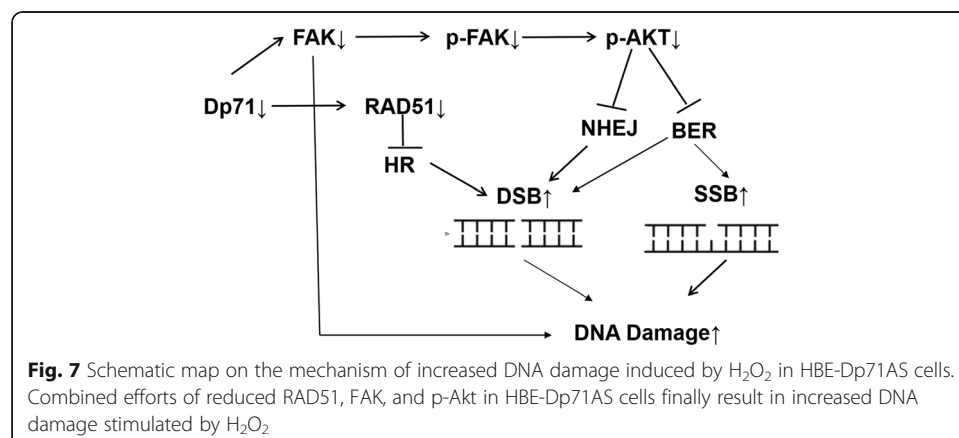 FAK↓ p-FAK↓ p-AKT↓
Dp71↓ RAD51↓
NHEJ BER
HR
DSB↑ SSB↑
DNA Damage↑
Fig. 7 Schematic map on the mechanism of increased DNA damage induced by H₂O₂ in HBE-Dp71AS cells.
Combined efforts of reduced RAD51, FAK, and p-Akt in HBE-Dp71AS cells finally result in increased DNA
damage stimulated by H₂O₂